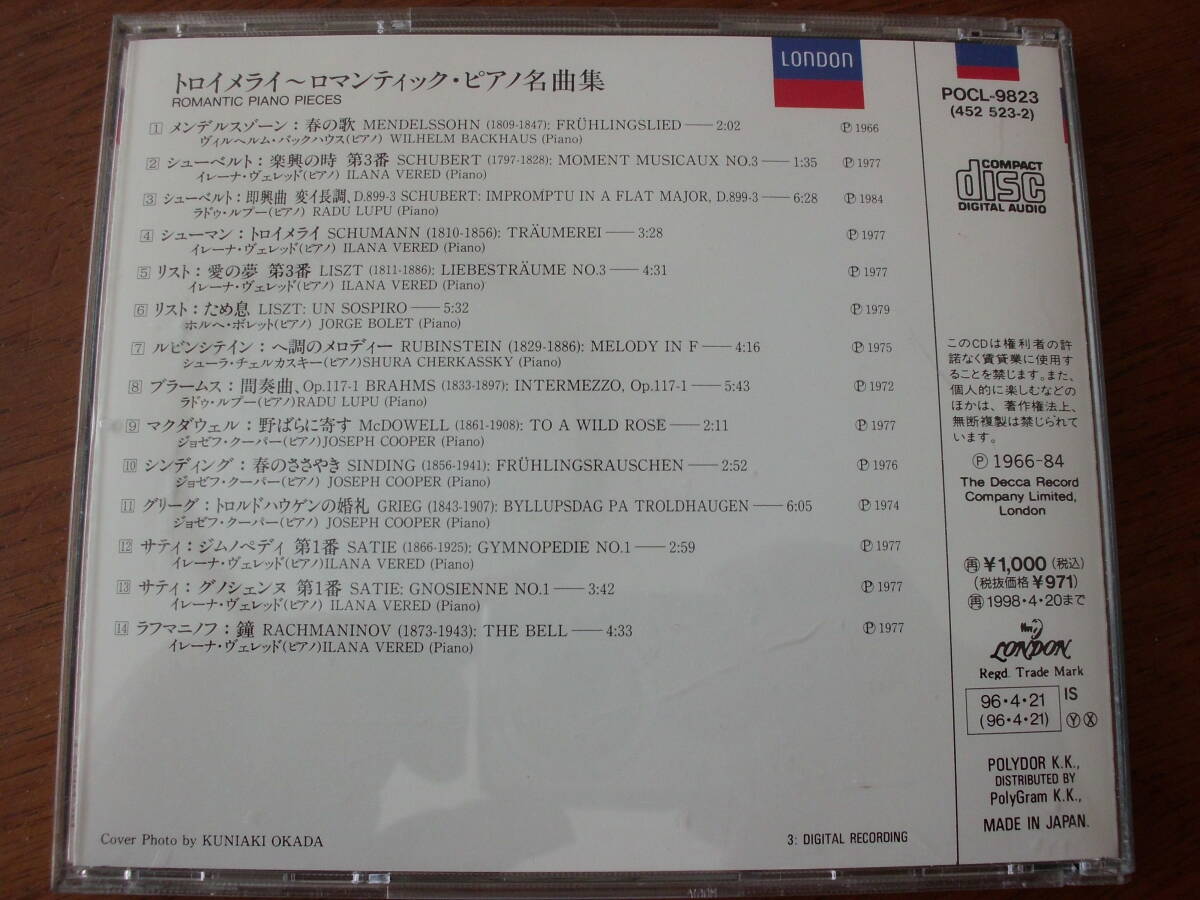 トロイメライ～ロマンティック・ピアノ名曲集
ROMANTIC PIANO PIECES
LONDON
1 メンデルスゾーン：春の歌 MENDELSSOHN (1809-1847): FRÜHLINGSLIED——2:02 Ⓟ 1966
ヴィルヘルム・バックハウス(ピアノ) WILHELM BACKHAUS (Piano)
2 シューベルト：楽興の時 第3番 SCHUBERT (1797-1828): MOMENT MUSICAUX NO.3——1:35 Ⓟ 1977
イレーナ・ヴェレッド(ピアノ) ILANA VERED (Piano)
3 シューベルト：即興曲 変イ長調、D.899-3 SCHUBERT: IMPROMPTU IN A FLAT MAJOR, D.899-3——6:28 Ⓟ 1984
ラドゥ・ルプー(ピアノ) RADU LUPU (Piano)
4 シューマン：トロイメライ SCHUMANN (1810-1856): TRÄUMEREI——3:28 Ⓟ 1977
イレーナ・ヴェレッド(ピアノ) ILANA VERED (Piano)
5 リスト：愛の夢 第3番 LISZT (1811-1886): LIEBESTRÄUME NO.3——4:31 Ⓟ 1977
イレーナ・ヴェレッド(ピアノ) ILANA VERED (Piano)
6 リスト：ため息 LISZT: UN SOSPIRO——5:32 Ⓟ 1979
ホルヘ・ボレット(ピアノ) JORGE BOLET (Piano)
7 ルビンシテイン：ヘ調のメロディー RUBINSTEIN (1829-1886): MELODY IN F——4:16 Ⓟ 1975
シューラ・チェルカスキー(ピアノ)SHURA CHERKASSKY (Piano)
8 ブラームス：間奏曲、Op.117-1 BRAHMS (1833-1897): INTERMEZZO, Op.117-1——5:43 Ⓟ 1972
ラドゥ・ルプー(ピアノ)RADU LUPU (Piano)
9 マクダウェル：野ばらに寄す McDOWELL (1861-1908): TO A WILD ROSE——2:11 Ⓟ 1977
ジョゼフ・クーパー(ピアノ)JOSEPH COOPER (Piano)
10 シンディング：春のささやき SINDING (1856-1941): FRÜHLINGSRAUSCHEN——2:52 Ⓟ 1976
ジョゼフ・クーパー(ピアノ) JOSEPH COOPER (Piano)
11 グリーグ：トロルドハウゲンの婚礼 GRIEG (1843-1907): BYLLUPSDAG PA TROLDHAUGEN——6:05 Ⓟ 1974
ジョゼフ・クーパー(ピアノ) JOSEPH COOPER (Piano)
12 サティ：ジムノペディ 第1番 SATIE (1866-1925): GYMNOPEDIE NO.1——2:59 Ⓟ 1977
イレーナ・ヴェレッド(ピアノ)ILANA VERED (Piano)
13 サティ：グノシェンヌ 第1番 SATIE: GNOSIENNE NO.1——3:42 Ⓟ 1977
イレーナ・ヴェレッド(ピアノ) ILANA VERED (Piano)
14 ラフマニノフ：鐘 RACHMANINOV (1873-1943): THE BELL——4:33 Ⓟ 1977
イレーナ・ヴェレッド(ピアノ)ILANA VERED (Piano)
Cover Photo by KUNIAKI OKADA
3: DIGITAL RECORDING
POCL-9823
(452 523-2)
COMPACT
disc
DIGITAL AUDIO
このCDは権利者の許
諾なく賃貸業に使用す
ることを禁じます。また、
個人的に楽しむなどの
ほかは、著作権法上、
無断複製は禁じられて
います。
Ⓟ 1966-84
The Decca Record
Company Limited,
London
再¥1,000 (税込)
(税抜価格 ¥971)
再1998・4・20まで
LONDON
Regd. Trade Mark
96・4・21 IS
(96・4・21) ⓎⓍ
POLYDOR K.K.,
DISTRIBUTED BY
PolyGram K.K.,
MADE IN JAPAN.